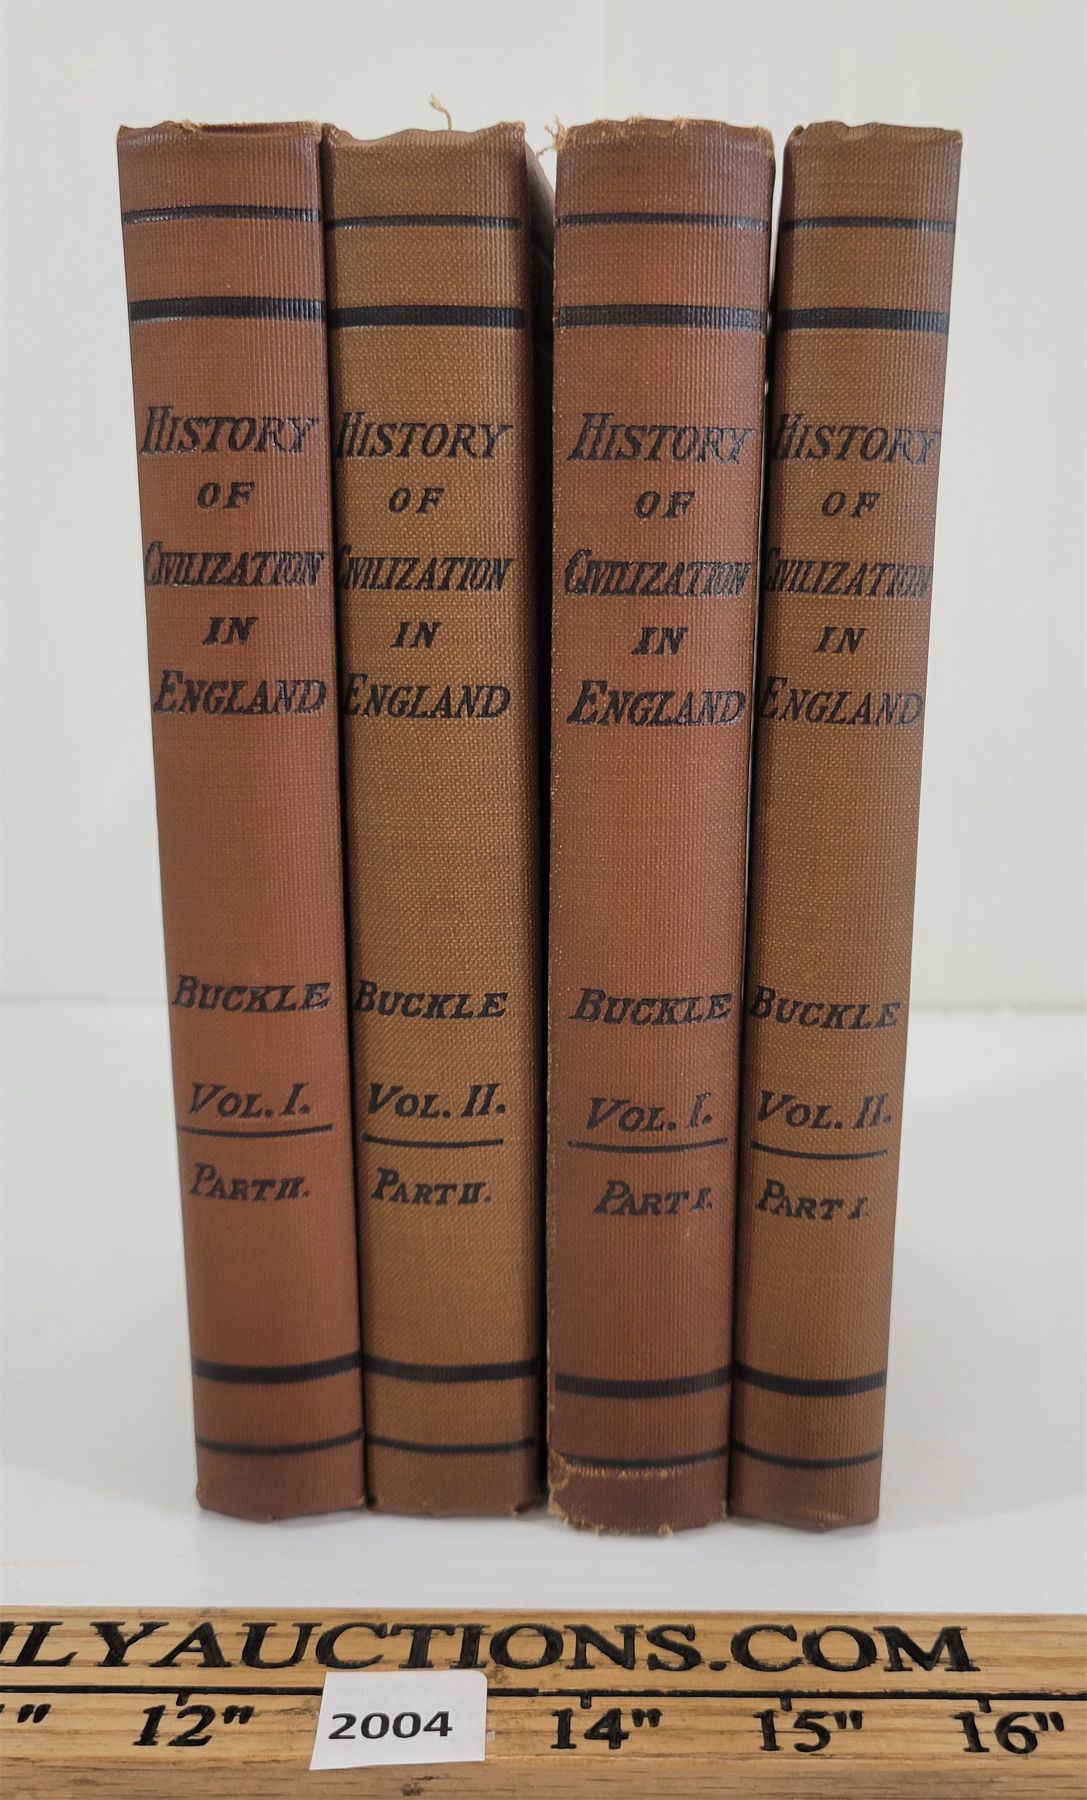 HISTORY
OF
CIVILIZATION
IN
ENGLAND
BUCKLE
VOL. I.
PART II.
HISTORY
OF
CIVILIZATION
IN
ENGLAND
BUCKLE
VOL. II.
PART II.
HISTORY
OF
CIVILIZATION
IN
ENGLAND
BUCKLE
VOL. I.
PART I.
HISTORY
OF
CIVILIZATION
IN
ENGLAND
BUCKLE
VOL. II.
PART I.
LYAUCTIONS.COM
12" 14" 15" 16"
2004